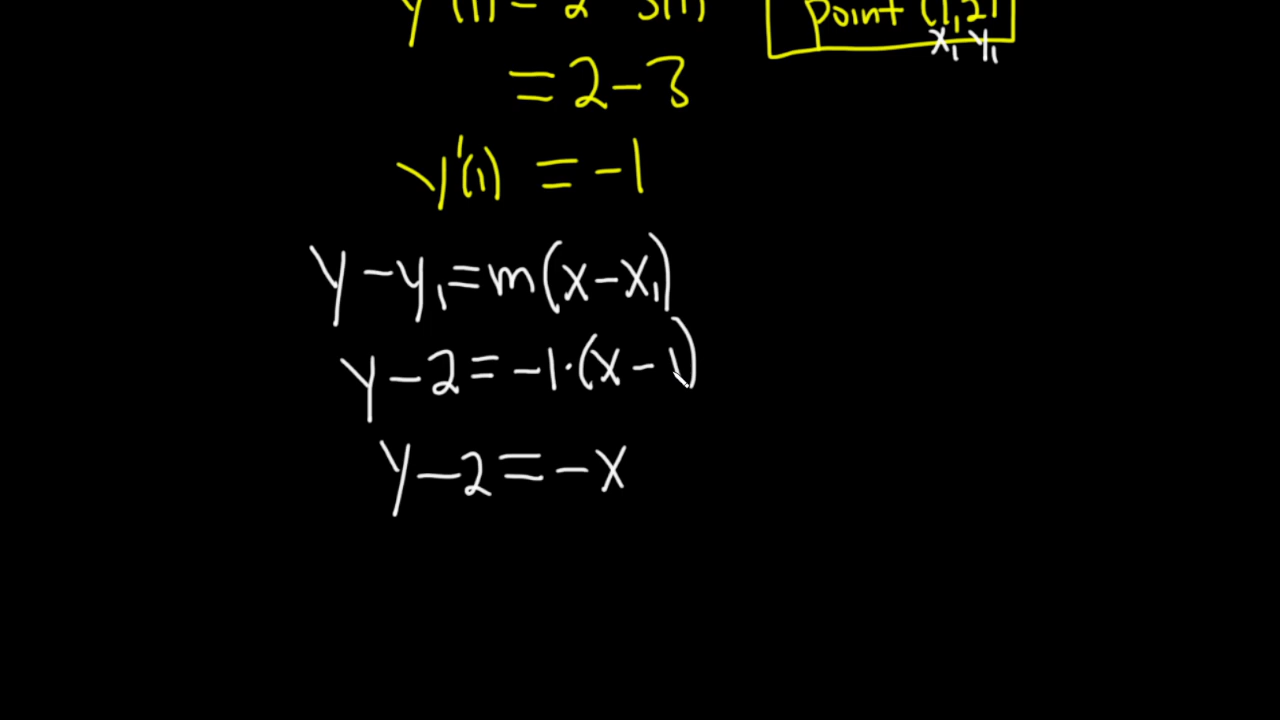 y'(1) = 2 - 3(1)
point (1,2)
x₁ y₁
= 2 - 3
y'(1) = -1
y - y₁ = m(x - x₁)
y - 2 = -1·(x - 1)
y - 2 = -x